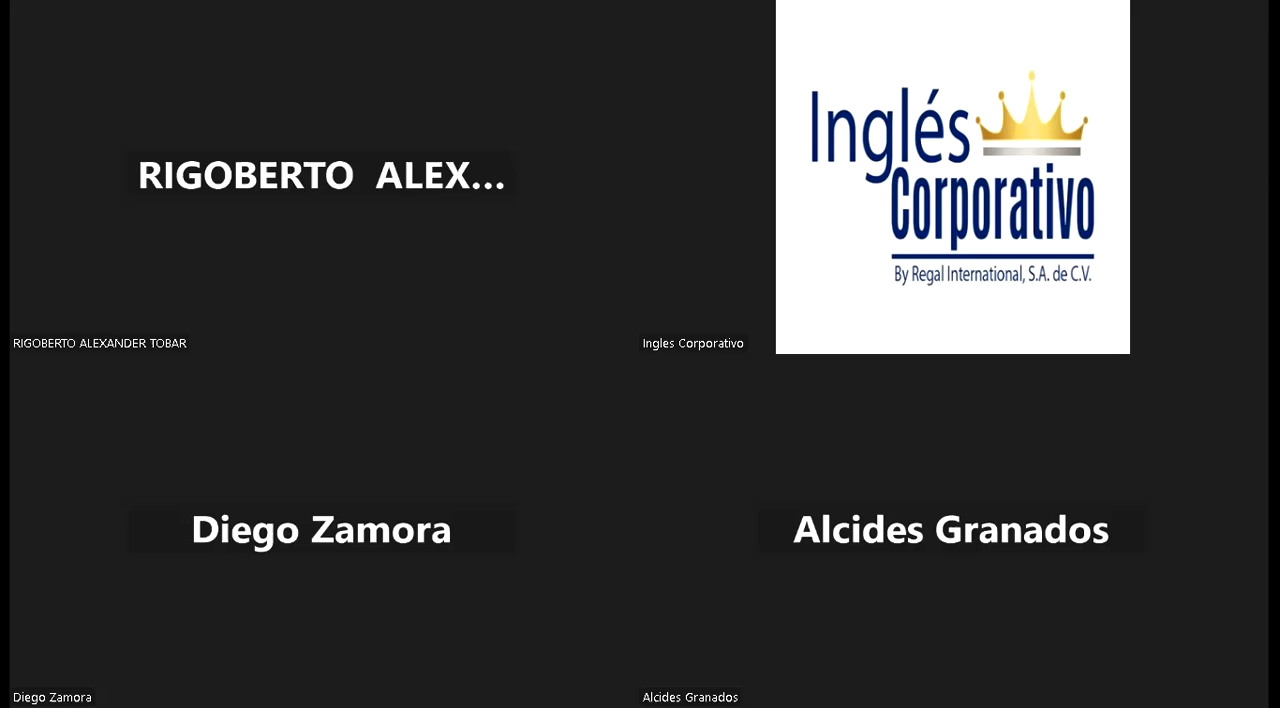 RIGOBERTO  ALEX...
RIGOBERTO ALEXANDER TOBAR
Inglés
Corporativo
By Regal International, S.A. de C.V.
Ingles Corporativo
Diego Zamora
Diego Zamora
Alcides Granados
Alcides Granados